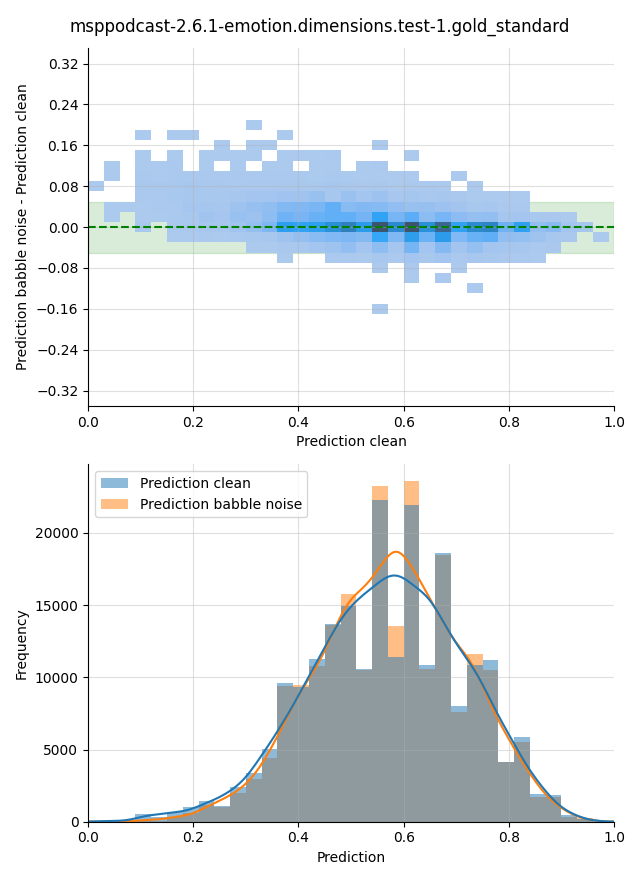 msppodcast-2.6.1-emotion.dimensions.test-1.gold_standard
Prediction babble noise - Prediction clean
0.32
0.24
0.16
0.08
0.00
−0.08
−0.16
−0.24
−0.32
0.0 0.2 0.4 0.6 0.8 1.0
Prediction clean
Prediction clean
Prediction babble noise
Frequency
20000
15000
10000
5000
0
0.0 0.2 0.4 0.6 0.8 1.0
Prediction